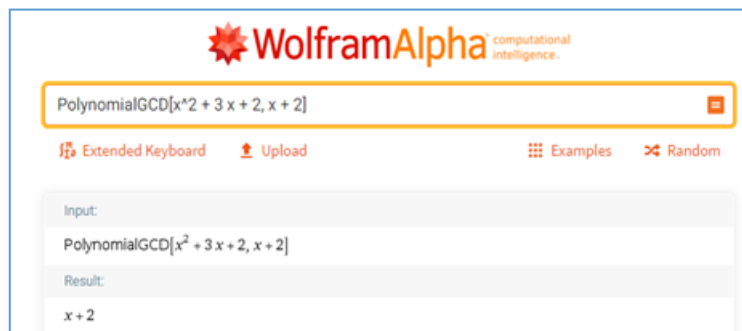 WolframAlpha computational intelligence.
PolynomialGCD[x^2 + 3 x + 2, x + 2]
Extended Keyboard Upload Examples Random
Input:
PolynomialGCD[x² + 3 x + 2, x + 2]
Result:
x + 2